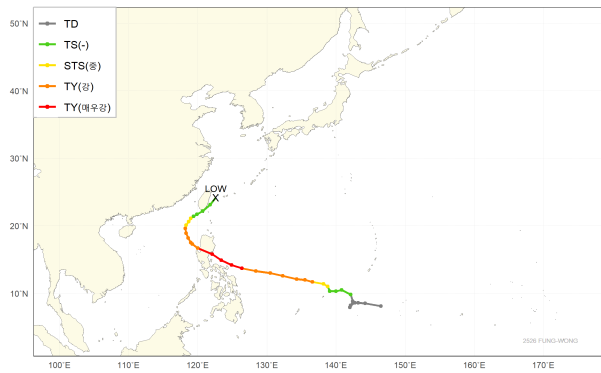 TD
TS(-)
STS(중)
TY(강)
TY(매우강)
50˚N
40˚N
30˚N
20˚N
10˚N
LOW
2526 FUNG-WONG
100˚E
110˚E
120˚E
130˚E
140˚E
150˚E
160˚E
170˚E